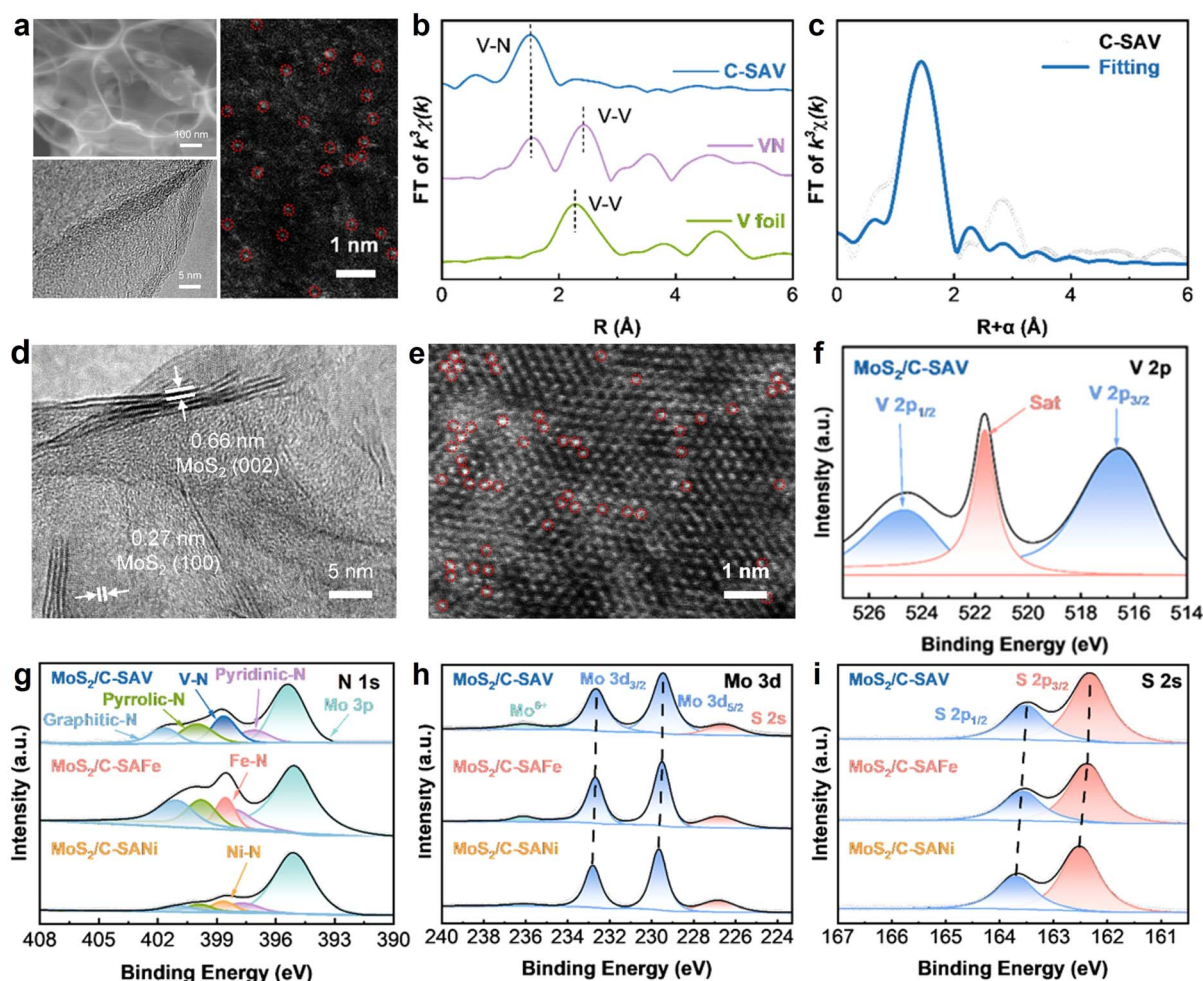 a
100 nm
5 nm
1 nm
b
V-N
C-SAV
V-V
VN
V-V
V foil
FT of k³χ(k)
0 2 4 6
R (Å)
c
C-SAV
Fitting
FT of k³χ(k)
0 2 4 6
R+α (Å)
d
0.66 nm
MoS₂ (002)
0.27 nm
MoS₂ (100)
5 nm
e
1 nm
f
MoS₂/C-SAV
V 2p
V 2p₁/₂
Sat
V 2p₃/₂
Intensity (a.u.)
526 524 522 520 518 516 514
Binding Energy (eV)
g
MoS₂/C-SAV
V-N
Pyridinic-N
N 1s
Pyrrolic-N
Graphitic-N
Mo 3p
MoS₂/C-SAFe
Fe-N
MoS₂/C-SANi
Ni-N
Intensity (a.u.)
408 405 402 399 396 393 390
Binding Energy (eV)
h
MoS₂/C-SAV
Mo 3d₃/₂
Mo 3d
Mo⁶⁺
Mo 3d₅/₂
S 2s
MoS₂/C-SAFe
MoS₂/C-SANi
Intensity (a.u.)
240 238 236 234 232 230 228 226 224
Binding Energy (eV)
i
MoS₂/C-SAV
S 2p₃/₂
S 2s
S 2p₁/₂
MoS₂/C-SAFe
MoS₂/C-SANi
Intensity (a.u.)
167 166 165 164 163 162 161
Binding Energy (eV)